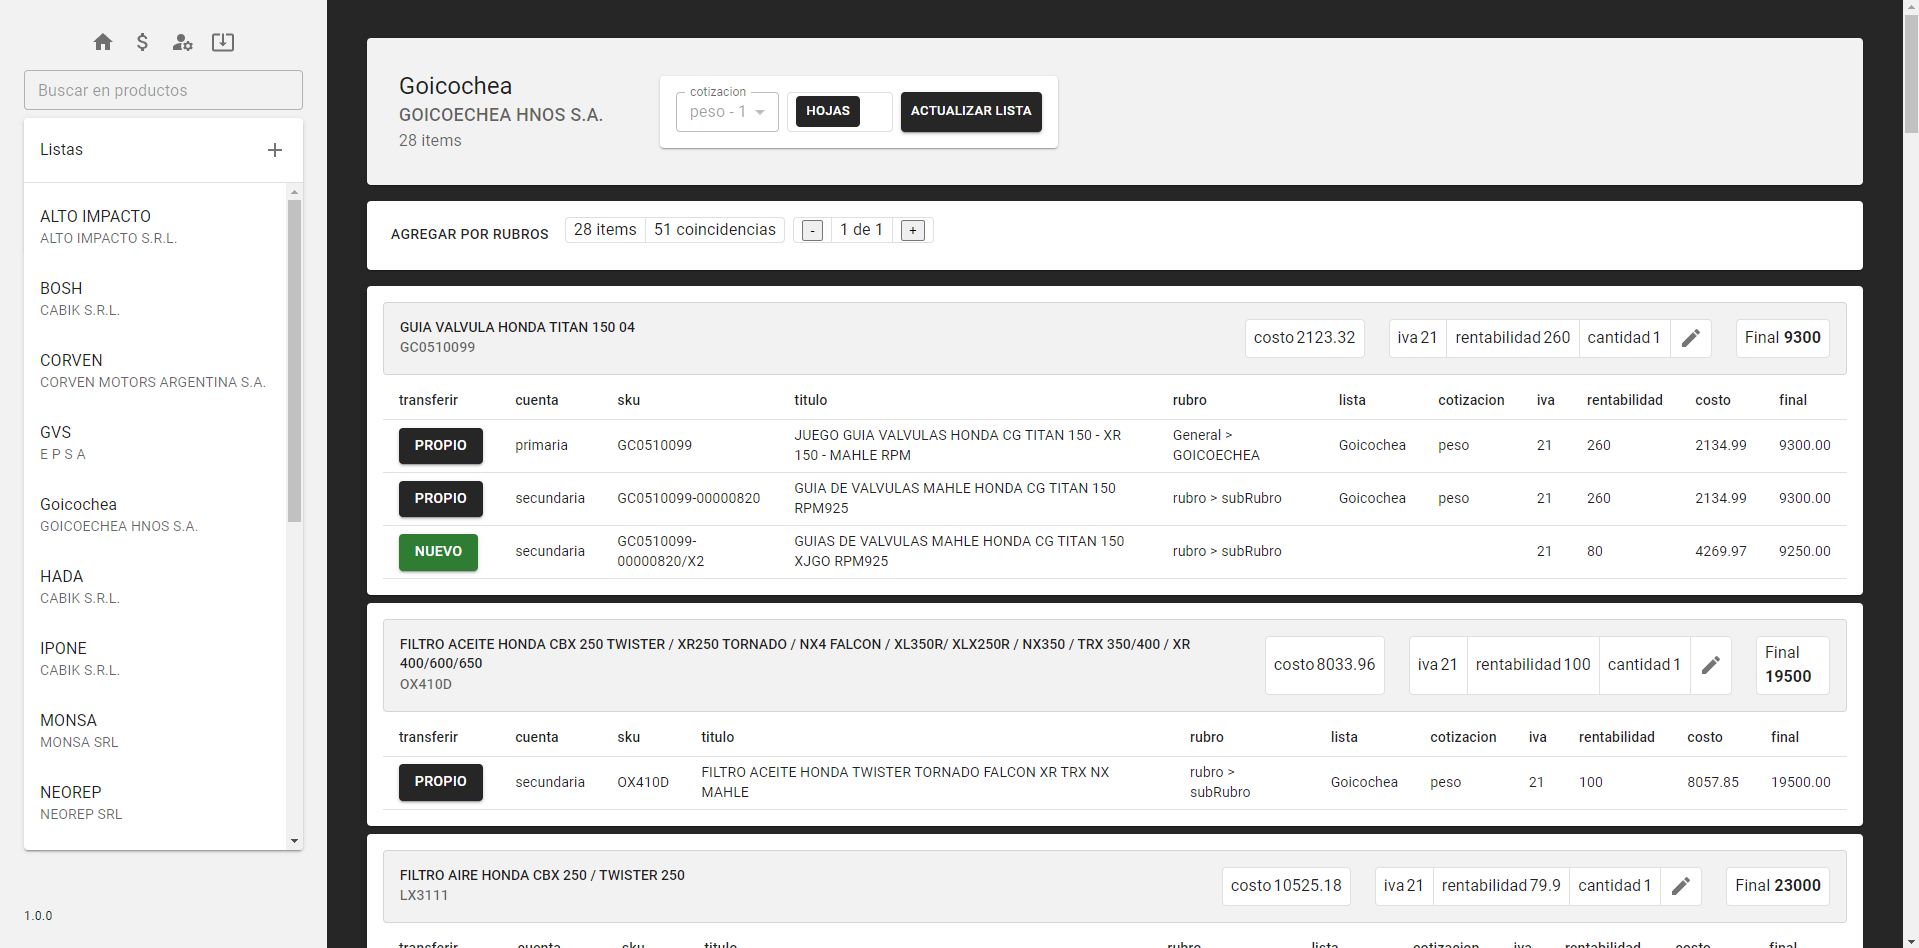 Buscar en productos
Listas
ALTO IMPACTO
ALTO IMPACTO S.R.L.
BOSH
CABIK S.R.L.
CORVEN
CORVEN MOTORS ARGENTINA S.A.
GVS
E P S A
Goicochea
GOICOECHEA HNOS S.A.
HADA
CABIK S.R.L.
IPONE
CABIK S.R.L.
MONSA
MONSA SRL
NEOREP
NEOREP SRL
1.0.0
Goicochea
GOICOECHEA HNOS S.A.
28 items
cotizacion
peso - 1
HOJAS
ACTUALIZAR LISTA
AGREGAR POR RUBROS 28 items 51 coincidencias - 1 de 1 +
GUIA VALVULA HONDA TITAN 150 04
GC0510099
costo 2123.32 iva 21 rentabilidad 260 cantidad 1 Final 9300
transferir cuenta sku titulo rubro lista cotizacion iva rentabilidad costo final
PROPIO primaria GC0510099 JUEGO GUIA VALVULAS HONDA CG TITAN 150 - XR 150 - MAHLE RPM General > GOICOECHEA Goicochea peso 21 260 2134.99 9300.00
PROPIO secundaria GC0510099-00000820 GUIA DE VALVULAS MAHLE HONDA CG TITAN 150 RPM925 rubro > subRubro Goicochea peso 21 260 2134.99 9300.00
NUEVO secundaria GC0510099-00000820/X2 GUIAS DE VALVULAS MAHLE HONDA CG TITAN 150 XJGO RPM925 rubro > subRubro 21 80 4269.97 9250.00
FILTRO ACEITE HONDA CBX 250 TWISTER / XR250 TORNADO / NX4 FALCON / XL350R/ XLX250R / NX350 / TRX 350/400 / XR
400/600/650
OX410D
costo 8033.96 iva 21 rentabilidad 100 cantidad 1 Final 19500
transferir cuenta sku titulo rubro lista cotizacion iva rentabilidad costo final
PROPIO secundaria OX410D FILTRO ACEITE HONDA TWISTER TORNADO FALCON XR TRX NX MAHLE rubro > subRubro Goicochea peso 21 100 8057.85 19500.00
FILTRO AIRE HONDA CBX 250 / TWISTER 250
LX3111
costo 10525.18 iva 21 rentabilidad 79.9 cantidad 1 Final 23000
transferir cuenta sku titulo rubro lista cotizacion iva rentabilidad costo final